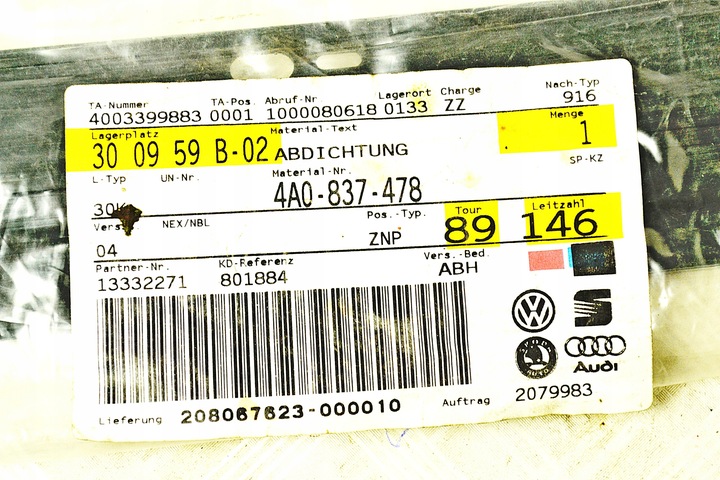 TA-Nummer TA-Pos. Abruf-Nr Lagerort Charge Nach-Typ
4003399883 0001 1000080618 0133 ZZ 916
Lagerplatz Material-Text Menge
30 09 59 B-02 ABDICHTUNG 1
L-Typ UN-Nr. Material-Nr. SP-KZ
4A0-837-478
NEX/NBL Pos.-Typ. Tour Leitzahl
04 ZNP 89 146
Partner-Nr. KD-Referenz Vers.-Bed.
13332271 801884 ABH
SKODA
AUTO
Audi
Lieferung 208067623-000010 Auftrag 2079983